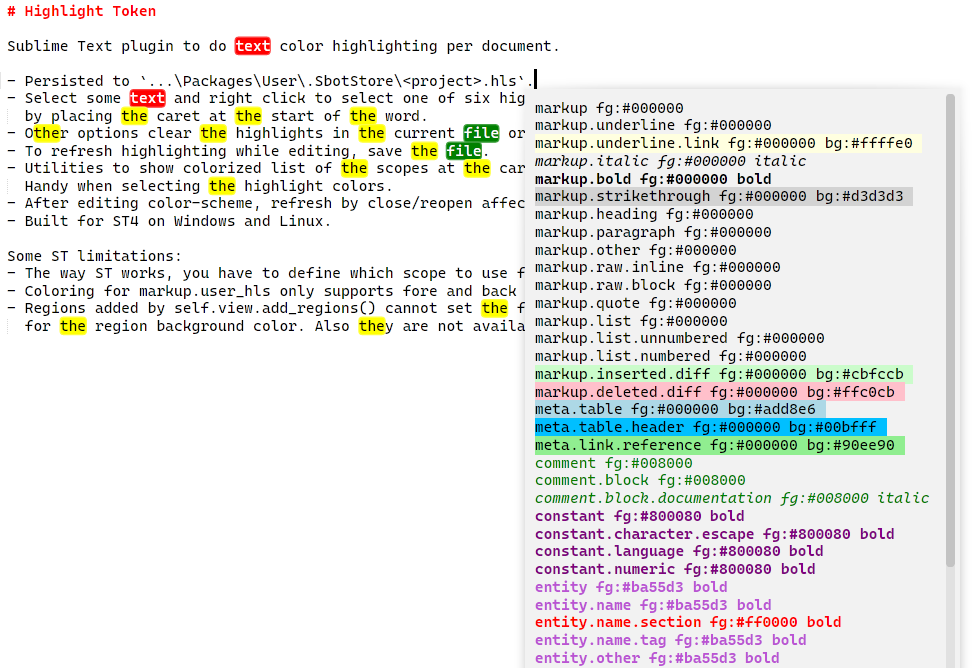 # Highlight Token
Sublime Text plugin to do text color highlighting per document.
- Persisted to `...\Packages\User\.SbotStore\<project>.hls`.
- Select some text and right click to select one of six hig
by placing the caret at the start of the word.
- Other options clear the highlights in the current file or
- To refresh highlighting while editing, save the file.
- Utilities to show colorized list of the scopes at the car
Handy when selecting the highlight colors.
- After editing color-scheme, refresh by close/reopen affec
- Built for ST4 on Windows and Linux.
Some ST limitations:
- The way ST works, you have to define which scope to use f
- Coloring for markup.user_hls only supports fore and back
- Regions added by self.view.add_regions() cannot set the f
for the region background color. Also they are not availa
markup fg:#000000
markup.underline fg:#000000
markup.underline.link fg:#000000 bg:#ffffe0
markup.italic fg:#000000 italic
markup.bold fg:#000000 bold
markup.strikethrough fg:#000000 bg:#d3d3d3
markup.heading fg:#000000
markup.paragraph fg:#000000
markup.other fg:#000000
markup.raw.inline fg:#000000
markup.raw.block fg:#000000
markup.quote fg:#000000
markup.list fg:#000000
markup.list.unnumbered fg:#000000
markup.list.numbered fg:#000000
markup.inserted.diff fg:#000000 bg:#cbfccb
markup.deleted.diff fg:#000000 bg:#ffc0cb
meta.table fg:#000000 bg:#add8e6
meta.table.header fg:#000000 bg:#00bfff
meta.link.reference fg:#000000 bg:#90ee90
comment fg:#008000
comment.block fg:#008000
comment.block.documentation fg:#008000 italic
constant fg:#800080 bold
constant.character.escape fg:#800080 bold
constant.language fg:#800080 bold
constant.numeric fg:#800080 bold
entity fg:#ba55d3 bold
entity.name fg:#ba55d3 bold
entity.name.section fg:#ff0000 bold
entity.name.tag fg:#ba55d3 bold
entity.other fg:#ba55d3 bold